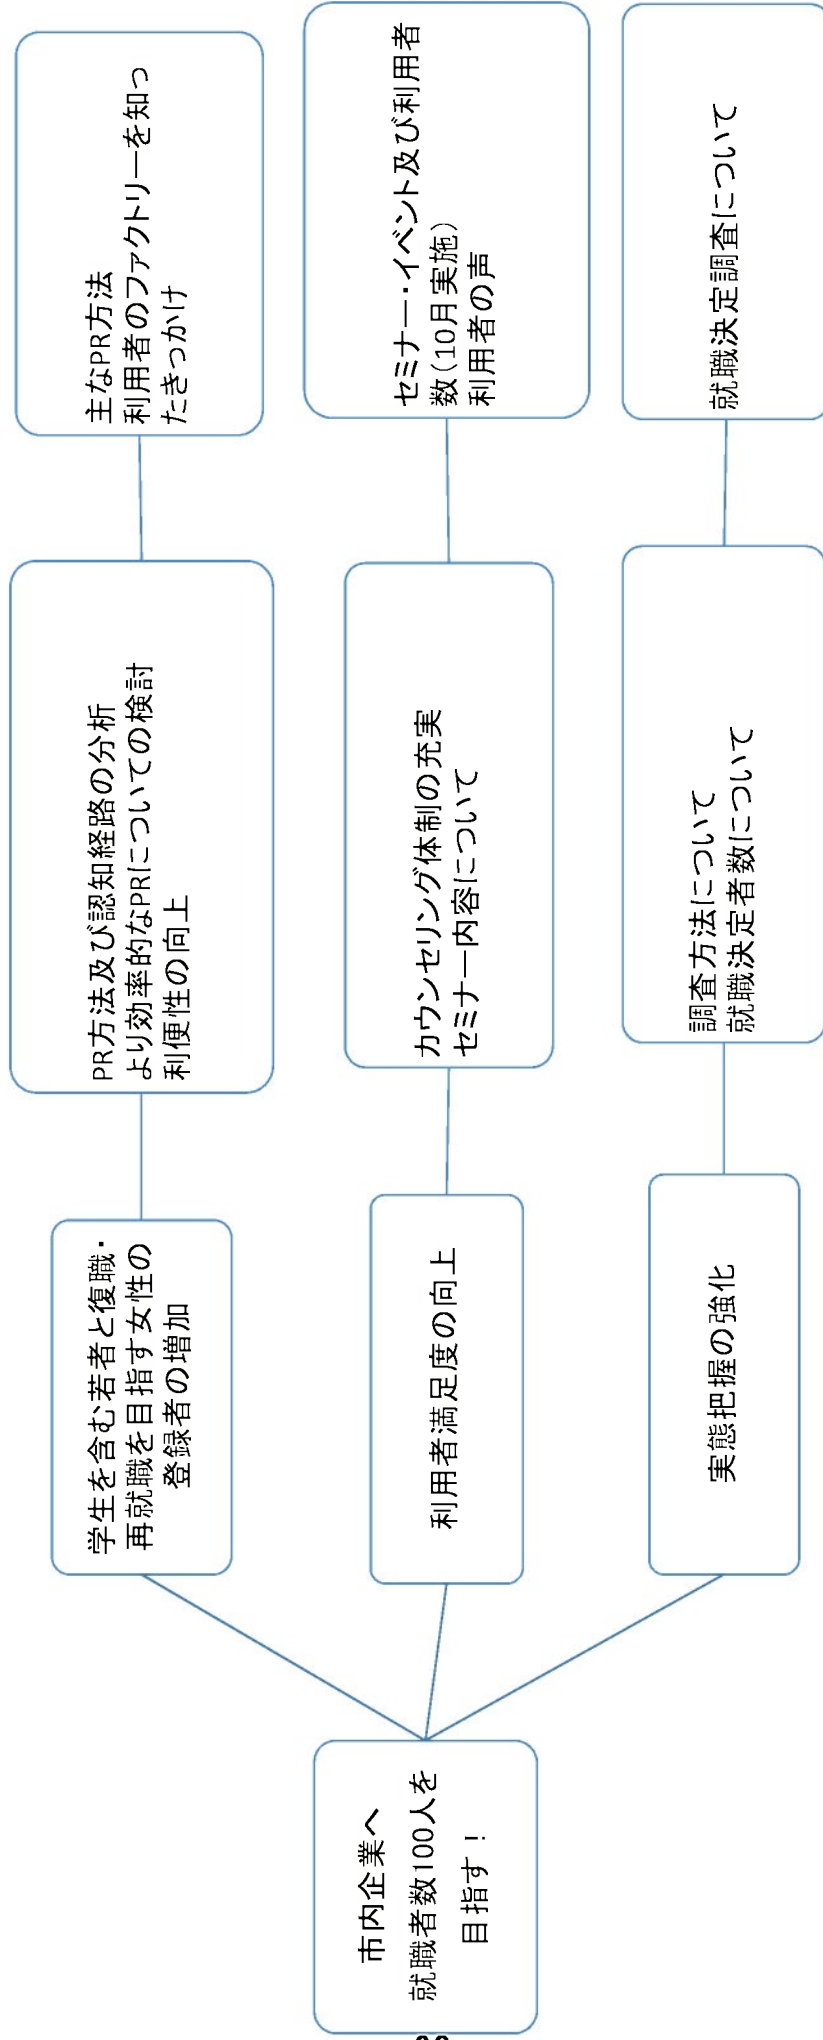 市内企業へ
就職者数100人を
目指す！
学生を含む若者と復職・
再就職を目指す女性の
登録者の増加
PR方法及び認知経路の分析
より効率的なPRについての検討
利便性の向上
主なPR方法
利用者のファクトリーを知っ
たきっかけ
利用者満足度の向上
カウンセリング体制の充実
セミナー内容について
セミナー・イベント及び利用者
数(10月実施)
利用者の声
実態把握の強化
調査方法について
就職決定者数について
就職決定調査について